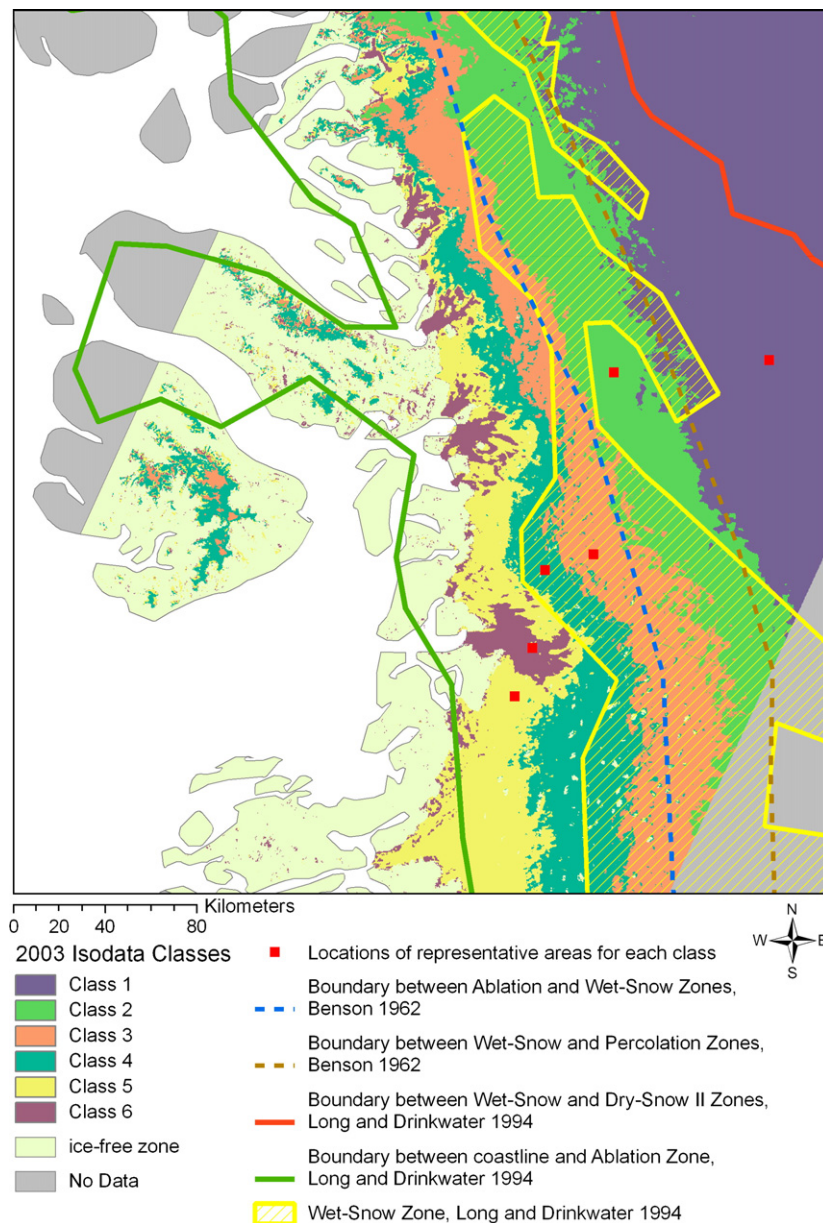 0 20 40 80 Kilometers
N
W E
S
2003 Isodata Classes
Class 1
Class 2
Class 3
Class 4
Class 5
Class 6
ice-free zone
No Data
Locations of representative areas for each class
Boundary between Ablation and Wet-Snow Zones,
Benson 1962
Boundary between Wet-Snow and Percolation Zones,
Benson 1962
Boundary between Wet-Snow and Dry-Snow II Zones,
Long and Drinkwater 1994
Boundary between coastline and Ablation Zone,
Long and Drinkwater 1994
Wet-Snow Zone, Long and Drinkwater 1994